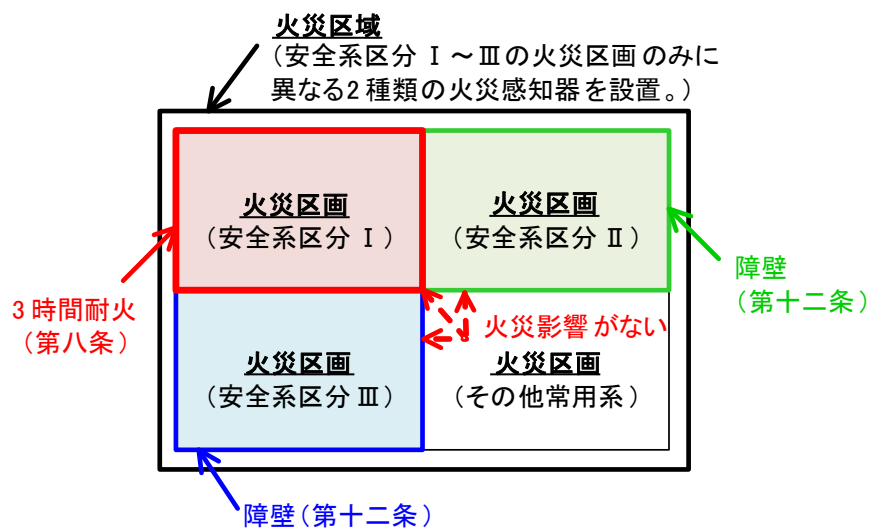 火災区域
(安全系区分 Ⅰ ~Ⅲの火災区画のみに
異なる2種類の火災感知器を設置。)
火災区画
(安全系区分 Ⅰ )
火災区画
(安全系区分 Ⅱ )
障壁
(第十二条)
3時間耐火
(第八条)
火災影響がない
火災区画
(安全系区分 Ⅲ)
火災区画
(その他常用系)
障壁(第十二条)